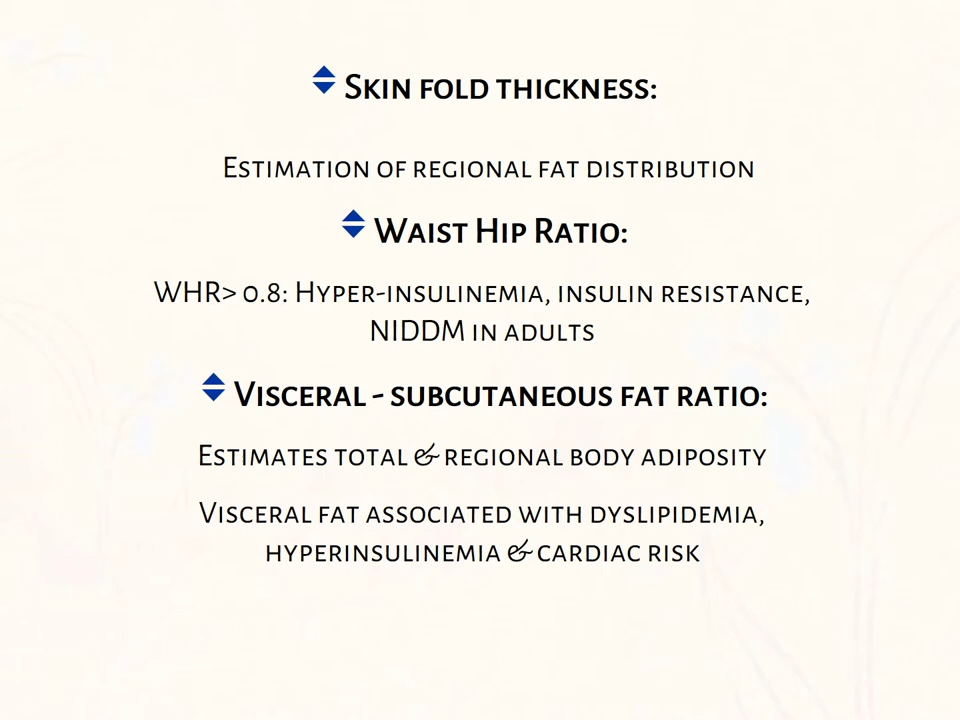 Skin fold thickness:
Estimation of regional fat distribution
Waist Hip Ratio:
WHR> 0.8: Hyper-insulinemia, insulin resistance,
NIDDM in adults
Visceral - subcutaneous fat ratio:
Estimates total & regional body adiposity
Visceral fat associated with dyslipidemia,
hyperinsulinemia & cardiac risk